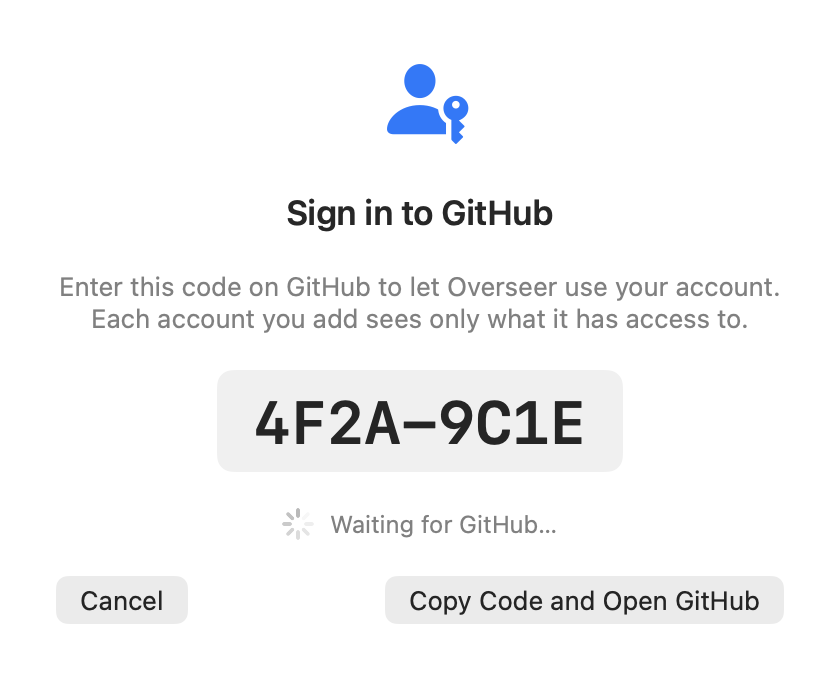 Sign in to GitHub
Enter this code on GitHub to let Overseer use your account.
Each account you add sees only what it has access to.
4F2A–9C1E
Waiting for GitHub...
Cancel
Copy Code and Open GitHub